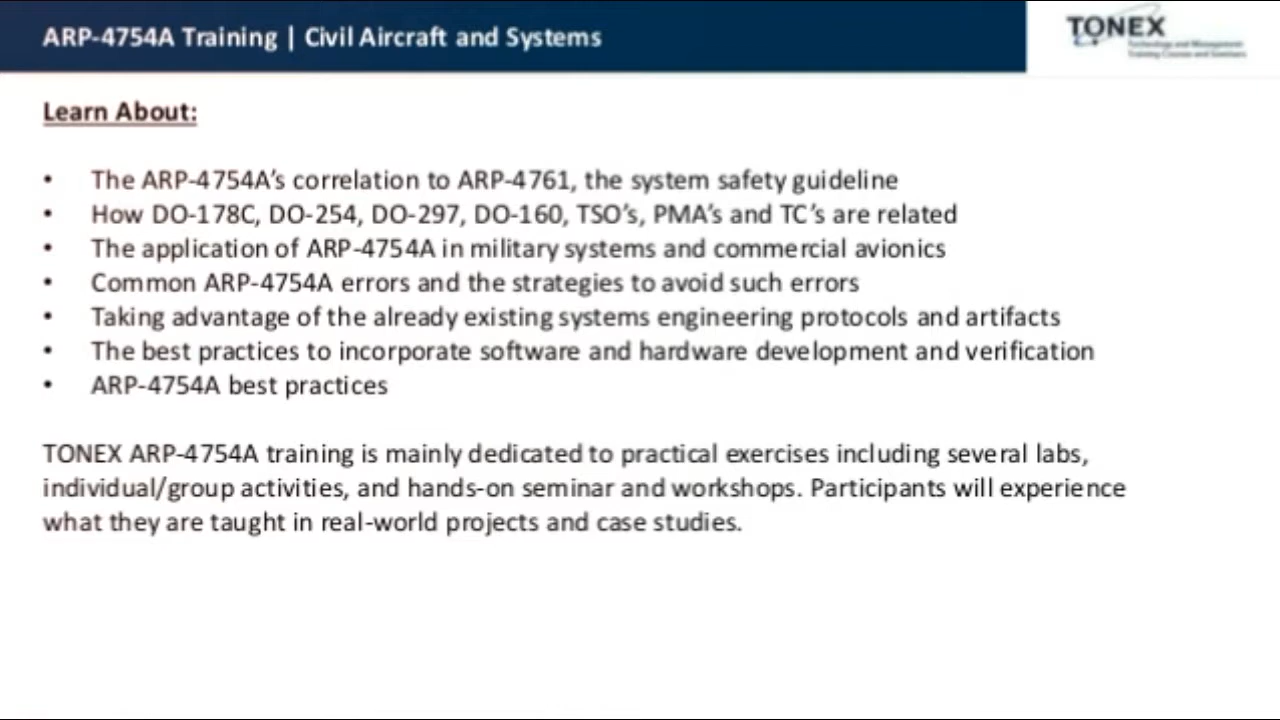 ARP-4754A Training | Civil Aircraft and Systems
TONEX
Technology and Management
Training Courses and Seminars
Learn About:
• The ARP-4754A’s correlation to ARP-4761, the system safety guideline
• How DO-178C, DO-254, DO-297, DO-160, TSO’s, PMA’s and TC’s are related
• The application of ARP-4754A in military systems and commercial avionics
• Common ARP-4754A errors and the strategies to avoid such errors
• Taking advantage of the already existing systems engineering protocols and artifacts
• The best practices to incorporate software and hardware development and verification
• ARP-4754A best practices
TONEX ARP-4754A training is mainly dedicated to practical exercises including several labs,
individual/group activities, and hands-on seminar and workshops. Participants will experience
what they are taught in real-world projects and case studies.